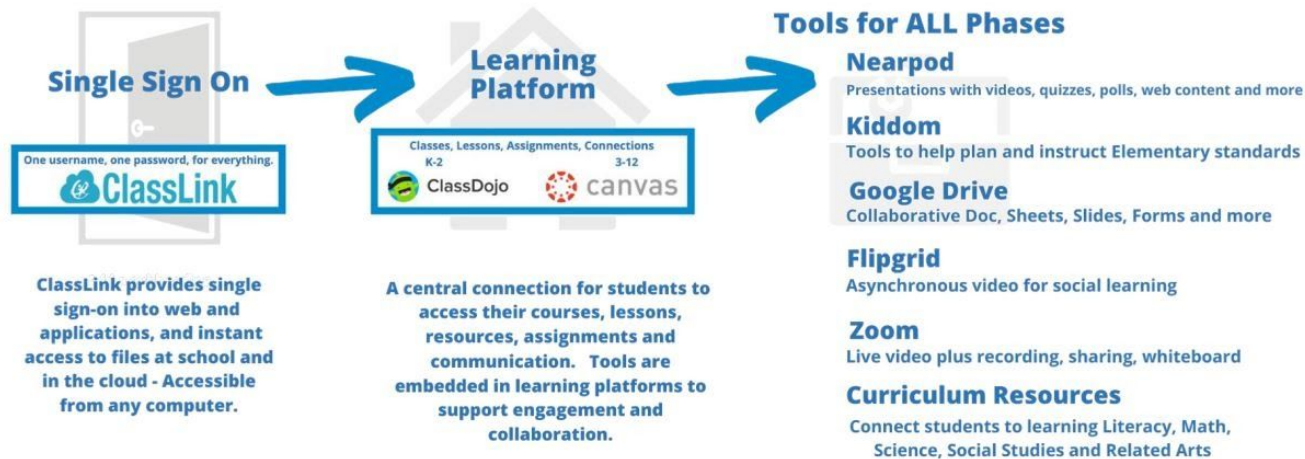 Single Sign On
One username, one password, for everything.
ClassLink
ClassLink provides single
sign-on into web and
applications, and instant
access to files at school and
in the cloud - Accessible
from any computer.
Learning
Platform
Classes, Lessons, Assignments, Connections
K-2 3-12
ClassDojo canvas
A central connection for students to
access their courses, lessons,
resources, assignments and
communication. Tools are
embedded in learning platforms to
support engagement and
collaboration.
Tools for ALL Phases
Nearpod
Presentations with videos, quizzes, polls, web content and more
Kiddom
Tools to help plan and instruct Elementary standards
Google Drive
Collaborative Doc, Sheets, Slides, Forms and more
Flipgrid
Asynchronous video for social learning
Zoom
Live video plus recording, sharing, whiteboard
Curriculum Resources
Connect students to learning Literacy, Math,
Science, Social Studies and Related Arts